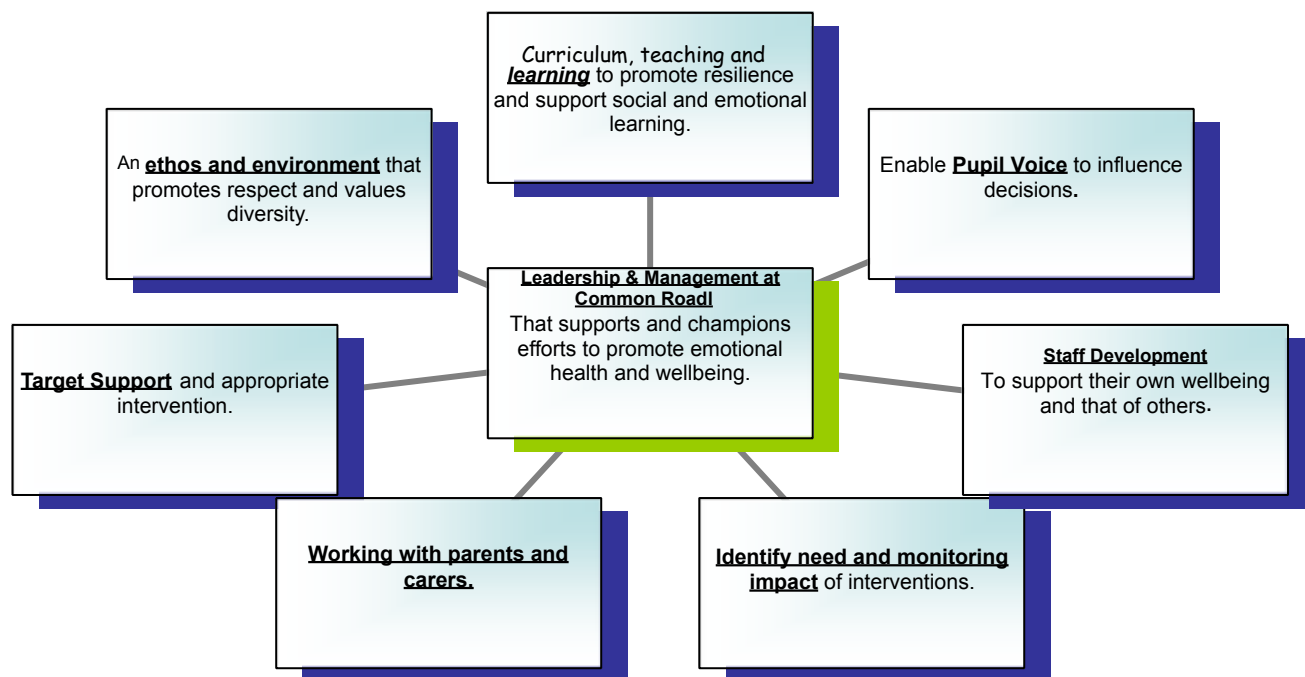 Curriculum, teaching and
learning to promote resilience
and support social and emotional
learning.
An ethos and environment that
promotes respect and values
diversity.
Enable Pupil Voice to influence
decisions.
Leadership & Management at
Common Roadl
That supports and champions
efforts to promote emotional
health and wellbeing.
Target Support and appropriate
intervention.
Staff Development
To support their own wellbeing
and that of others.
Working with parents and
carers.
Identify need and monitoring
impact of interventions.